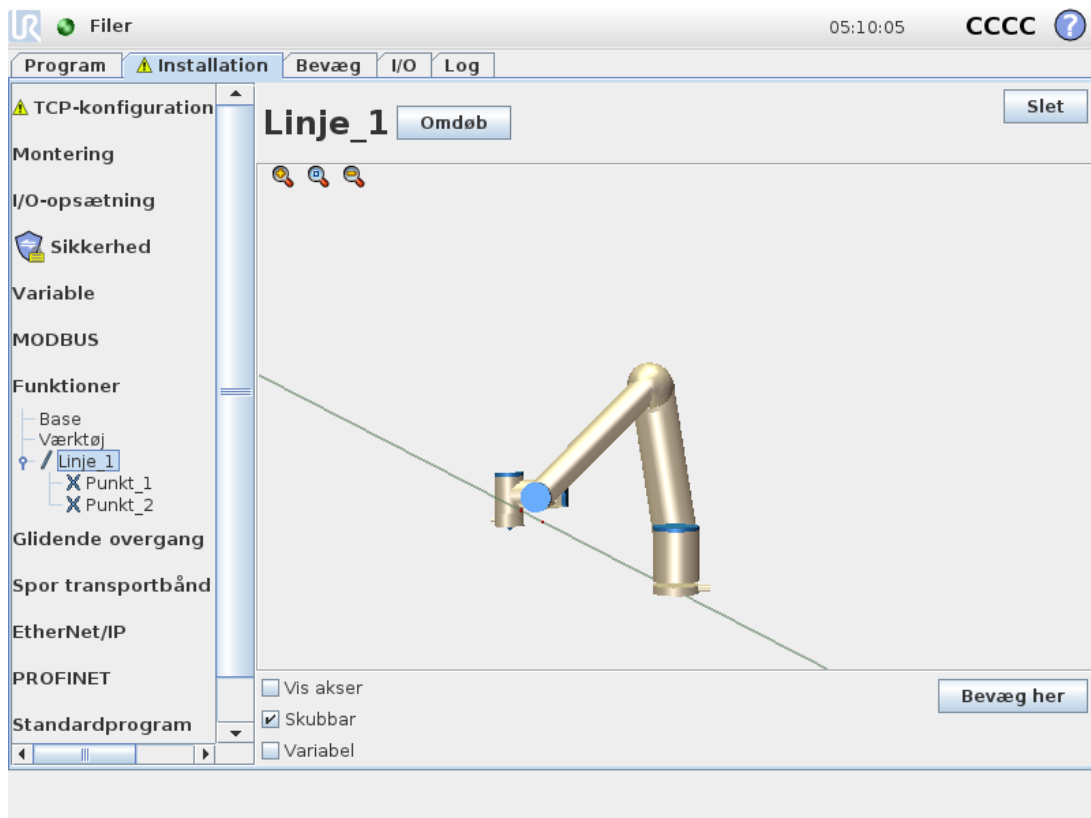 UR
Filer
05:10:05
CCCC
?
Program
Installation
Bevæg
I/O
Log
TCP-konfiguration
Montering
I/O-opsætning
Sikkerhed
Variable
MODBUS
Funktioner
Base
Værktøj
Linje_1
Punkt_1
Punkt_2
Glidende overgang
Spor transportbånd
EtherNet/IP
PROFINET
Standardprogram
Linje_1
Omdøb
Slet
Vis akser
Skubbar
Variabel
Bevæg her